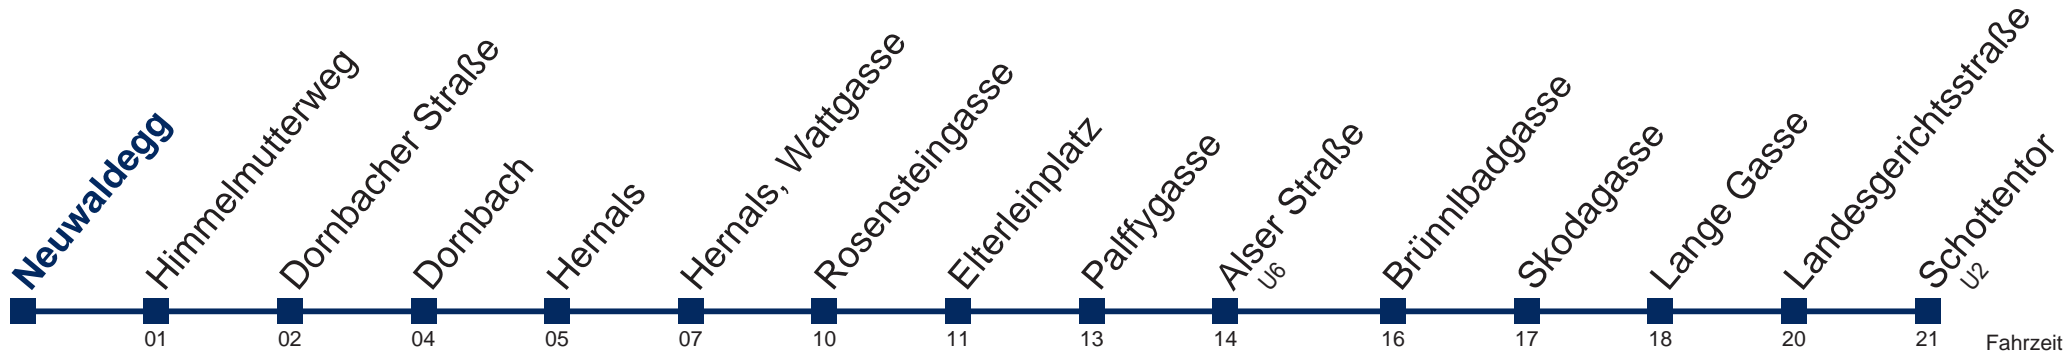 Neuwaldegg
Himmelmutterweg
Dornbacher Straße
Dornbach
Hernals
Hernals, Wattgasse
Rosensteingasse
Elterleinplatz
Palffygasse
Alser Straße
U6
Brünnlbadgasse
Skodagasse
Lange Gasse
Landesgerichtsstraße
Schottentor
U2
01 02 04 05 07 10 11 13 14 16 17 18 20 21 Fahrzeit